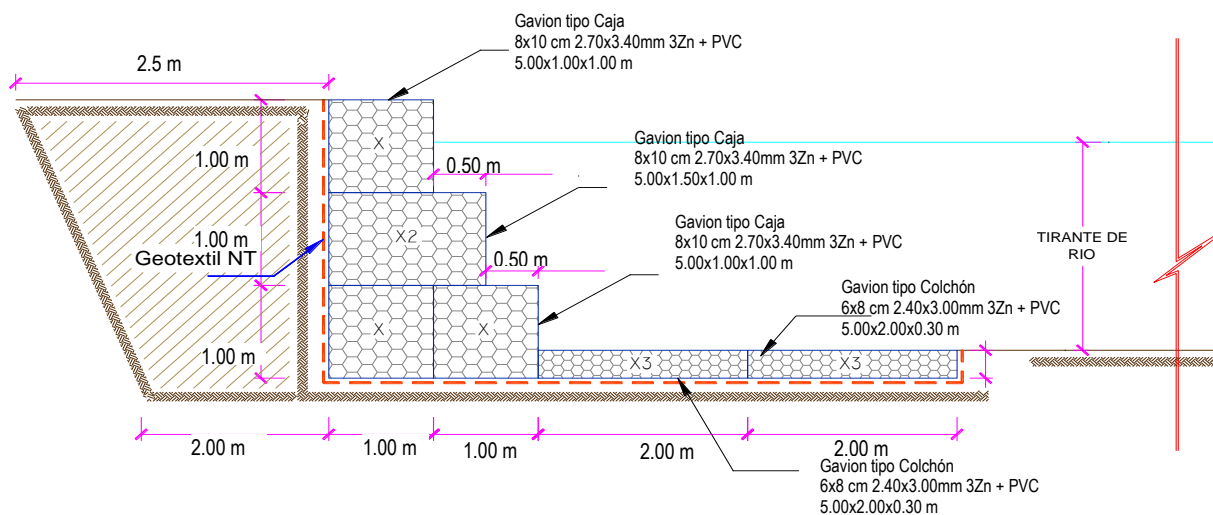 Gavion tipo Caja
8x10 cm 2.70x3.40mm 3Zn + PVC
5.00x1.00x1.00 m
2.5 m
Gavion tipo Caja
8x10 cm 2.70x3.40mm 3Zn + PVC
5.00x1.50x1.00 m
1.00 m
X
0.50 m
Gavion tipo Caja
8x10 cm 2.70x3.40mm 3Zn + PVC
5.00x1.00x1.00 m
1.00 m
X2
Geotextil NT
0.50 m
TIRANTE DE
RIO
Gavion tipo Colchón
6x8 cm 2.40x3.00mm 3Zn + PVC
5.00x2.00x0.30 m
1.00 m
X
X
X3
X3
2.00 m
1.00 m
1.00 m
2.00 m
2.00 m
Gavion tipo Colchón
6x8 cm 2.40x3.00mm 3Zn + PVC
5.00x2.00x0.30 m